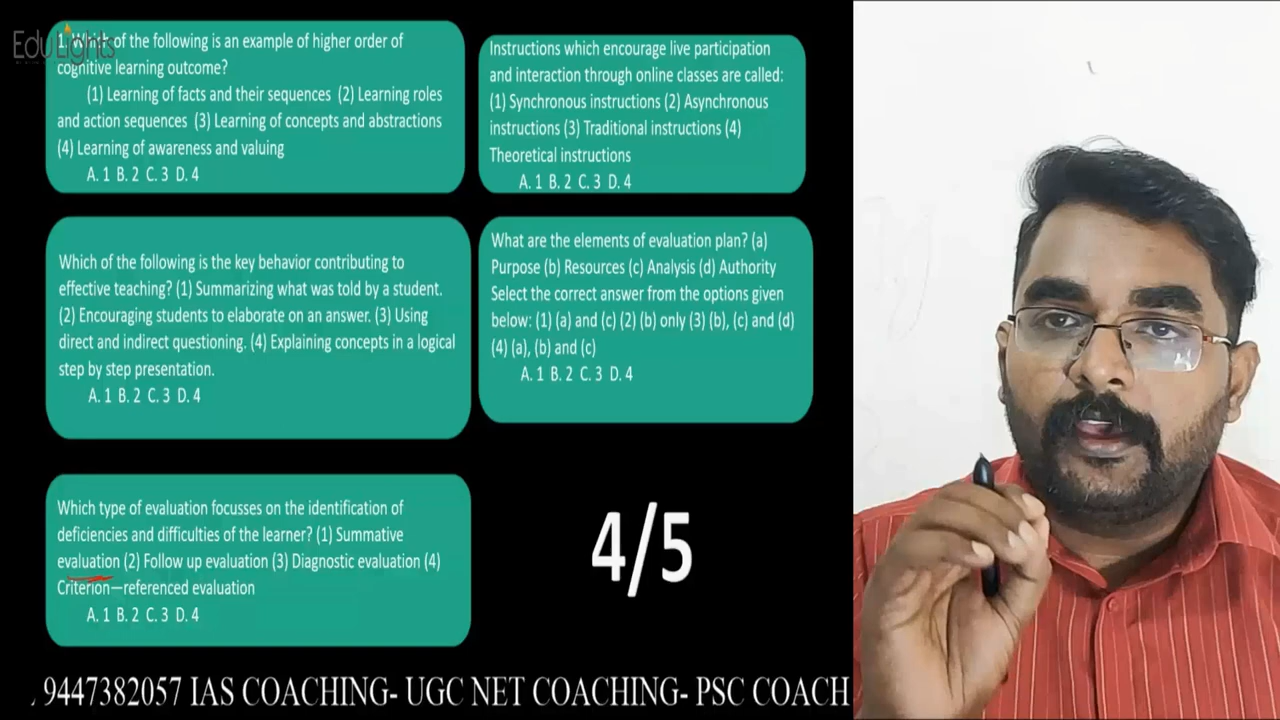 Edu Lights
1. Which of the following is an example of higher order of
cognitive learning outcome?
(1) Learning of facts and their sequences (2) Learning roles
and action sequences (3) Learning of concepts and abstractions
(4) Learning of awareness and valuing
A. 1 B. 2 C. 3 D. 4
Instructions which encourage live participation
and interaction through online classes are called:
(1) Synchronous instructions (2) Asynchronous
instructions (3) Traditional instructions (4)
Theoretical instructions
A. 1 B. 2 C. 3 D. 4
Which of the following is the key behavior contributing to
effective teaching? (1) Summarizing what was told by a student.
(2) Encouraging students to elaborate on an answer. (3) Using
direct and indirect questioning. (4) Explaining concepts in a logical
step by step presentation.
A. 1 B. 2 C. 3 D. 4
What are the elements of evaluation plan? (a)
Purpose (b) Resources (c) Analysis (d) Authority
Select the correct answer from the options given
below: (1) (a) and (c) (2) (b) only (3) (b), (c) and (d)
(4) (a), (b) and (c)
A. 1 B. 2 C. 3 D. 4
Which type of evaluation focusses on the identification of
deficiencies and difficulties of the learner? (1) Summative
evaluation (2) Follow up evaluation (3) Diagnostic evaluation (4)
Criterion—referenced evaluation
A. 1 B. 2 C. 3 D. 4
4/5
, 9447382057 IAS COACHING- UGC NET COACHING- PSC COACH